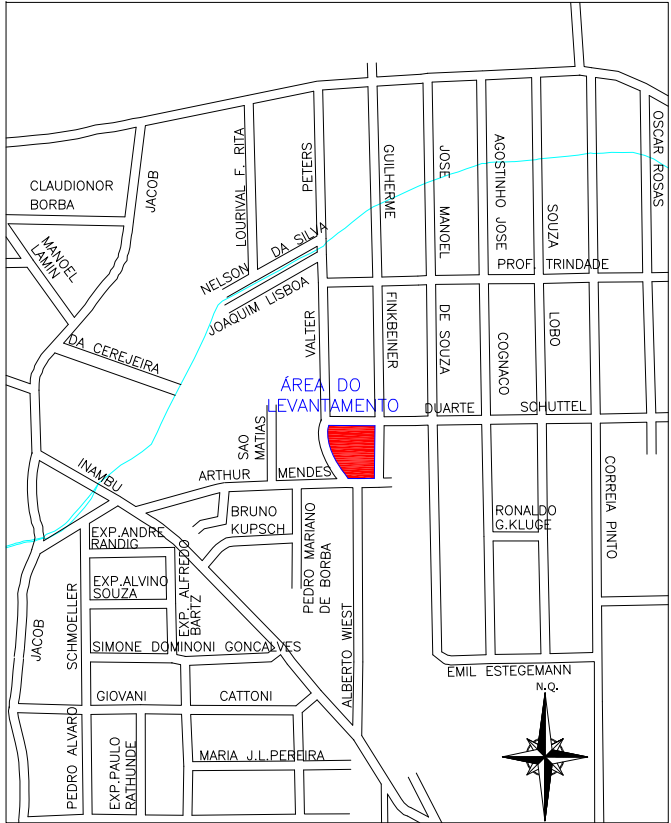 CLAUDIONOR
BORBA
MANOEL
LAMIN
JACOB
LOURIVAL F. RITA
PETERS
GUILHERME
JOSE MANOEL
AGOSTINHO JOSE
SOUZA
OSCAR ROSAS
NELSON DA SILVA
JOAQUIM LISBOA
PROF. TRINDADE
VALTER
FINKBEINER
DE SOUZA
COGNACO
LOBO
DA CEREJEIRA
ÁREA DO
LEVANTAMENTO
DUARTE SCHUTTEL
SAO
MATIAS
INAMBU
ARTHUR MENDES
CORREIA PINTO
BRUNO
KUPSCH
RONALDO
G.KLUGE
EXP.ANDRE
RANDIG
EXP. ALFREDO
BARTZ
PEDRO MARIANO
DE BORBA
EXP.ALVINO
SOUZA
JACOB
SCHMOELLER
SIMONE DOMINONI GONCALVES
ALBERTO WIEST
EMIL ESTEGEMANN
N.Q.
GIOVANI CATTONI
PEDRO ALVARO
EXP.PAULO
RATHUNDE
MARIA J.L.PEREIRA